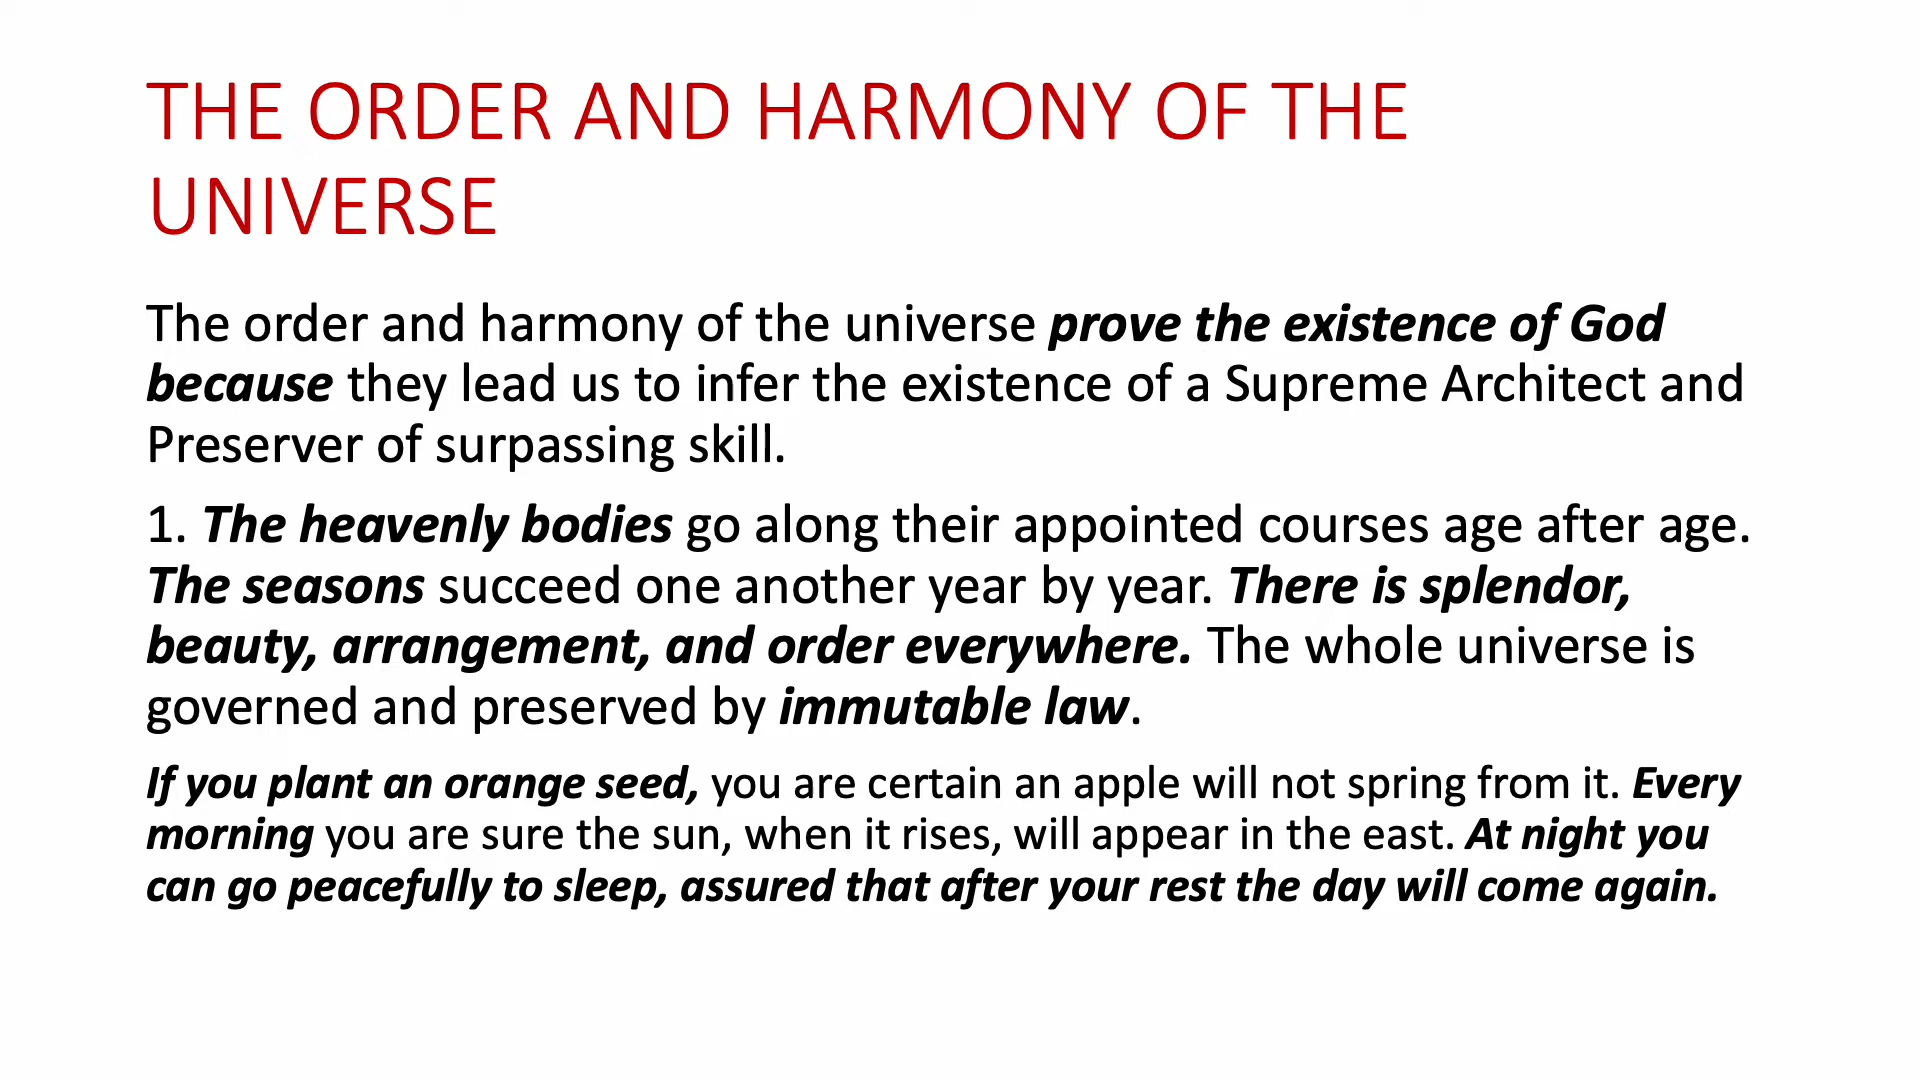 THE ORDER AND HARMONY OF THE
UNIVERSE
The order and harmony of the universe prove the existence of God
because they lead us to infer the existence of a Supreme Architect and
Preserver of surpassing skill.
1. The heavenly bodies go along their appointed courses age after age.
The seasons succeed one another year by year. There is splendor,
beauty, arrangement, and order everywhere. The whole universe is
governed and preserved by immutable law.
If you plant an orange seed, you are certain an apple will not spring from it. Every
morning you are sure the sun, when it rises, will appear in the east. At night you
can go peacefully to sleep, assured that after your rest the day will come again.